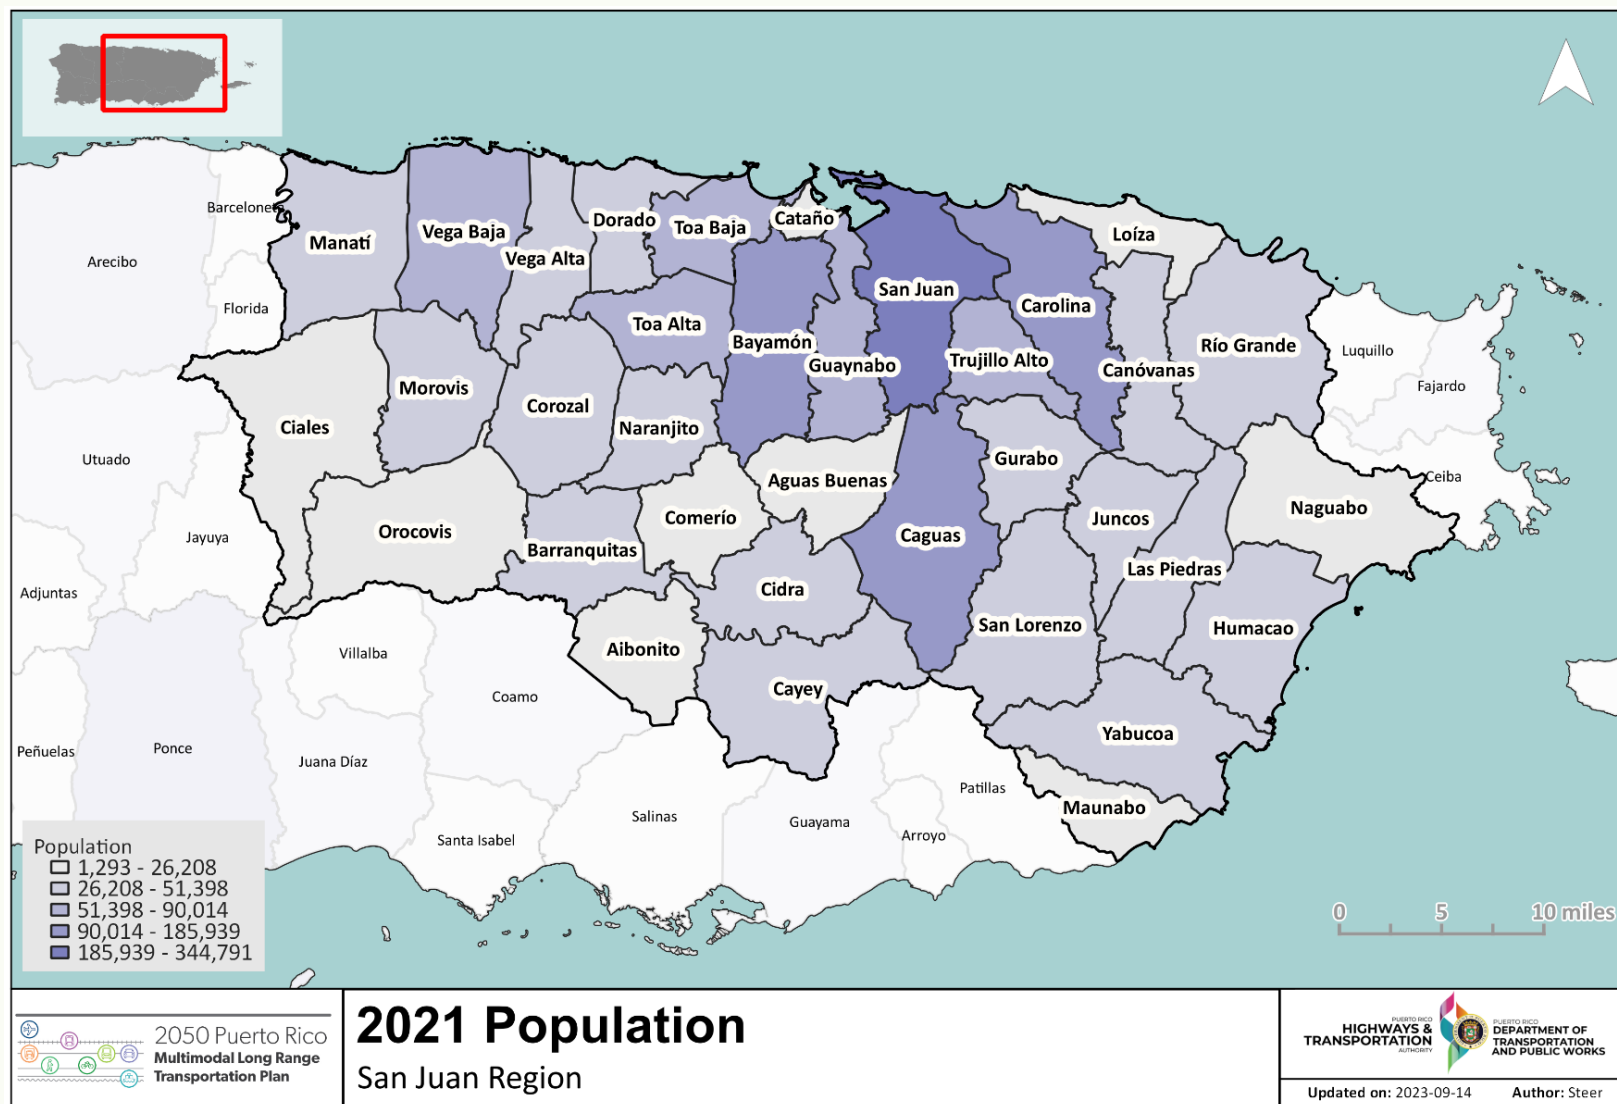 Barceloneta
Arecibo
Florida
Manatí
Vega Baja
Vega Alta
Dorado
Toa Baja
Cataño
Toa Alta
Bayamón
Guaynabo
San Juan
Trujillo Alto
Carolina
Loíza
Canóvanas
Río Grande
Luquillo
Fajardo
Ceiba
Utuado
Ciales
Morovis
Corozal
Naranjito
Jayuya
Orocovis
Barranquitas
Comerío
Aguas Buenas
Caguas
Gurabo
Juncos
Las Piedras
Naguabo
Adjuntas
Cidra
Aibonito
Cayey
San Lorenzo
Humacao
Yabucoa
Maunabo
Villalba
Coamo
Peñuelas
Ponce
Juana Díaz
Santa Isabel
Salinas
Guayama
Arroyo
Patillas
Population
1,293 - 26,208
26,208 - 51,398
51,398 - 90,014
90,014 - 185,939
185,939 - 344,791
0 5 10 miles
2050 Puerto Rico
Multimodal Long Range
Transportation Plan
2021 Population
San Juan Region
PUERTO RICO
HIGHWAYS &
TRANSPORTATION
AUTHORITY
PUERTO RICO
DEPARTMENT OF
TRANSPORTATION
AND PUBLIC WORKS
Updated on: 2023-09-14 Author: Steer